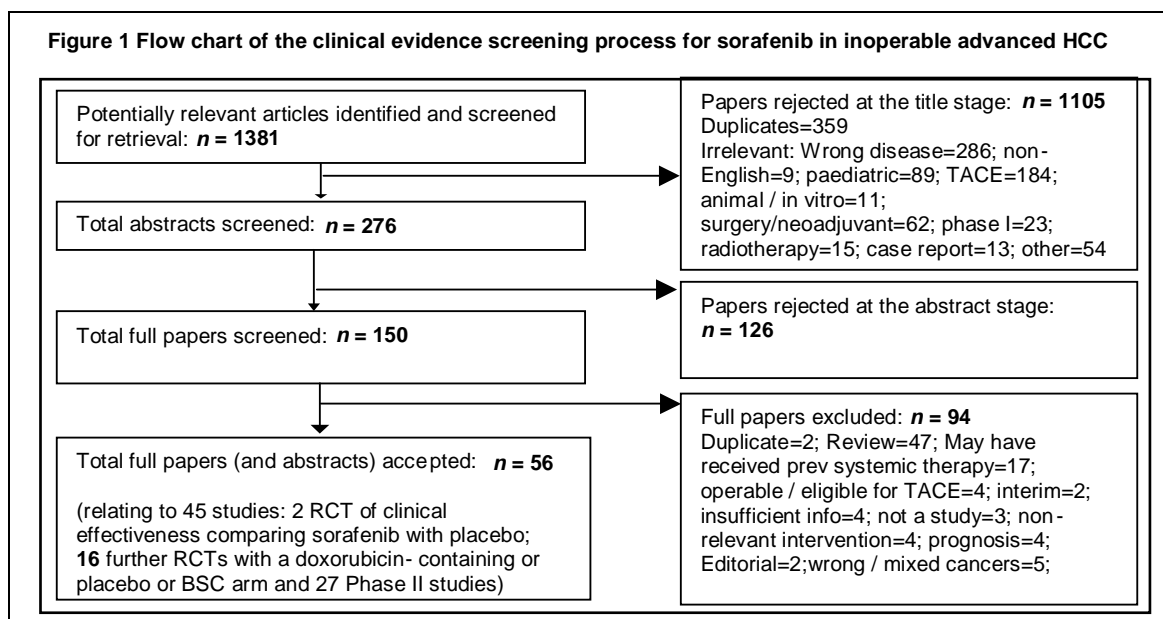 Figure 1 Flow chart of the clinical evidence screening process for sorafenib in inoperable advanced HCC
Potentially relevant articles identified and screened
for retrieval: n = 1381
Papers rejected at the title stage: n = 1105
Duplicates=359
Irrelevant: Wrong disease=286; non-
English=9; paediatric=89; TACE=184;
animal / in vitro=11;
surgery/neoadjuvant=62; phase I=23;
radiotherapy=15; case report=13; other=54
Total abstracts screened: n = 276
Papers rejected at the abstract stage:
n = 126
Total full papers screened: n = 150
Full papers excluded: n = 94
Duplicate=2; Review=47; May have
received prev systemic therapy=17;
operable / eligible for TACE=4; interim=2;
insufficient info=4; not a study=3; non-
relevant intervention=4; prognosis=4;
Editorial=2;wrong / mixed cancers=5;
Total full papers (and abstracts) accepted: n = 56
(relating to 45 studies: 2 RCT of clinical
effectiveness comparing sorafenib with placebo;
16 further RCTs with a doxorubicin- containing or
placebo or BSC arm and 27 Phase II studies)